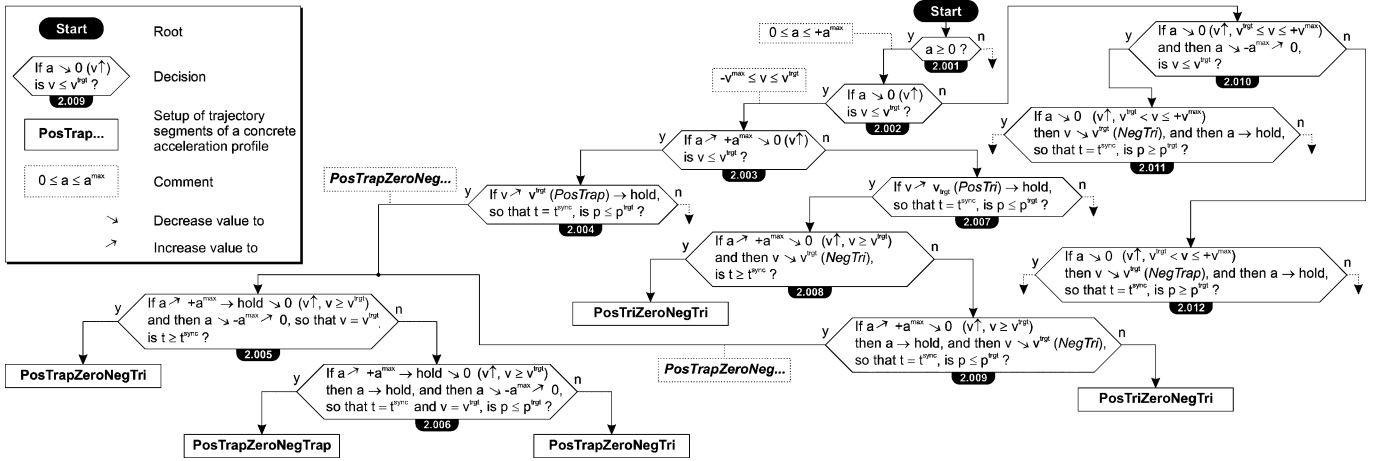 Start
Root
If a ↘ 0 (v↑)
is v ≤ v^trgt ?
2.009
Decision
PosTrap...
Setup of trajectory
segments of a concrete
acceleration profile
0 ≤ a ≤ a^max
Comment
↘ Decrease value to
↗ Increase value to
Start
0 ≤ a ≤ +a^max
y
a ≥ 0 ?
n
2.001
-v^max ≤ v ≤ v^trgt
y
If a ↘ 0 (v↑)
is v ≤ v^trgt ?
n
2.002
y
If a ↗ +a^max ↘ 0 (v↑)
is v ≤ v^trgt ?
n
2.003
PosTrapZeroNeg...
y
If v ↗ v^trgt (PosTrap) → hold,
so that t = t^sync, is p ≤ p^trgt ?
n
2.004
y
If v ↗ v_trgt (PosTri) → hold,
so that t = t^sync, is p ≤ p^trgt ?
n
2.007
y
If a ↗ +a^max ↘ 0 (v↑, v ≥ v^trgt)
and then v ↘ v^trgt (NegTri),
is t ≥ t^sync ?
n
2.008
PosTriZeroNegTri
y
If a ↗ +a^max → hold ↘ 0 (v↑, v ≥ v^trgt)
and then a ↘ -a^max ↗ 0, so that v = v^trgt,
is t ≥ t^sync ?
n
2.005
PosTrapZeroNegTri
y
If a ↗ +a^max → hold ↘ 0 (v↑, v ≥ v^trgt)
then a → hold, and then a ↘ -a^max ↗ 0,
so that t = t^sync and v = v^trgt, is p ≤ p^trgt ?
n
2.006
PosTrapZeroNegTrap
PosTrapZeroNegTri
PosTrapZeroNeg...
y
If a ↗ +a^max ↘ 0 (v↑, v ≥ v^trgt)
then a → hold, and then v ↘ v^trgt (NegTri),
so that t = t^sync, is p ≤ p^trgt ?
n
2.009
PosTriZeroNegTri
y
If a ↘ 0 (v↑, v^trgt ≤ v ≤ +v^max)
and then a ↘ -a^max ↗ 0,
is v ≤ v^trgt ?
n
2.010
y
If a ↘ 0 (v↑, v^trgt < v ≤ +v^max)
then v ↘ v^trgt (NegTri), and then a → hold,
so that t = t^sync, is p ≥ p^trgt ?
n
2.011
y
If a ↘ 0 (v↑, v^trgt < v ≤ +v^max)
then v ↘ v^trgt (NegTrap), and then a → hold,
so that t = t^sync, is p ≥ p^trgt ?
n
2.012